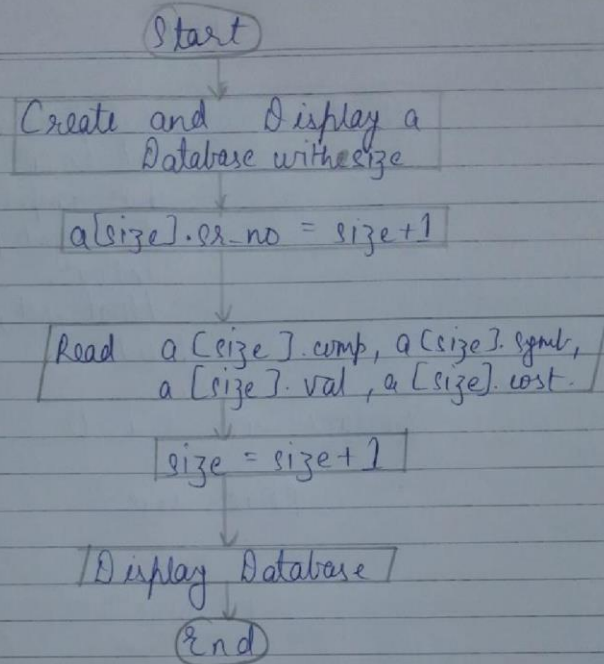 Start
Create and Display a
Database with size
a[size].sr_no = size+1
Read a[size].comp, a[size].symb,
a[size].val, a[size].cost.
size = size+1
Display Database
End